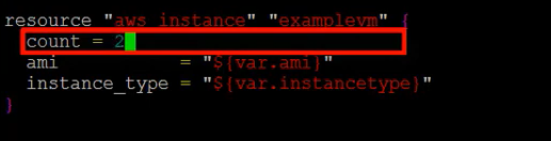 resource "aws_instance" "examplevm" {
count = 2
ami = "${var.ami}"
instance_type = "${var.instancetype}"
}